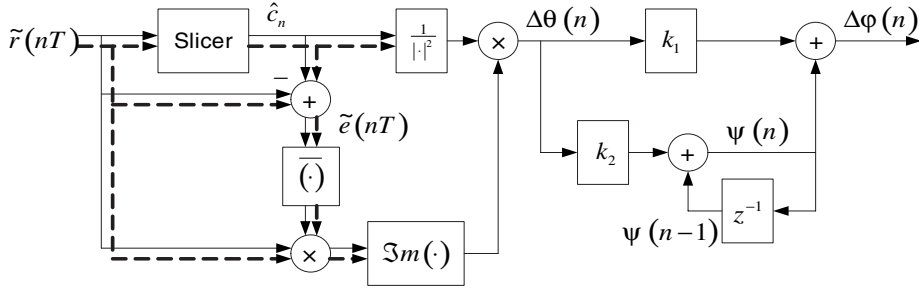 r̃(nT)
Slicer
ĉₙ
1/|·|²
×
Δθ(n)
k₁
+
Δφ(n)
−
+
ẽ(nT)
k₂
+
ψ(n)
(·)̅
z⁻¹
ψ(n−1)
×
ℑm(·)